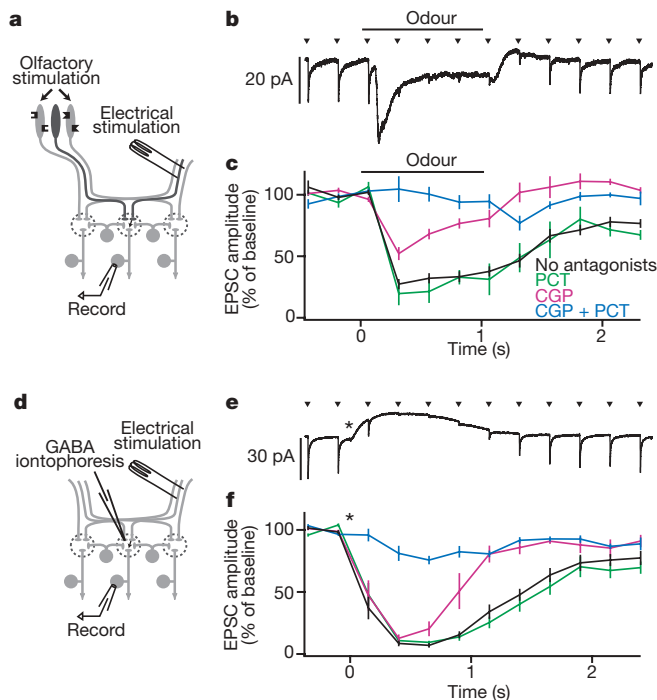 a
Olfactory
stimulation
Electrical
stimulation
Record
b
Odour
20 pA
c
Odour
EPSC amplitude
(% of baseline)
100
50
0
No antagonists
PCT
CGP
CGP + PCT
0
1
2
Time (s)
d
Electrical
stimulation
GABA
iontophoresis
Record
e
*
30 pA
f
*
EPSC amplitude
(% of baseline)
100
50
0
0
1
2
Time (s)